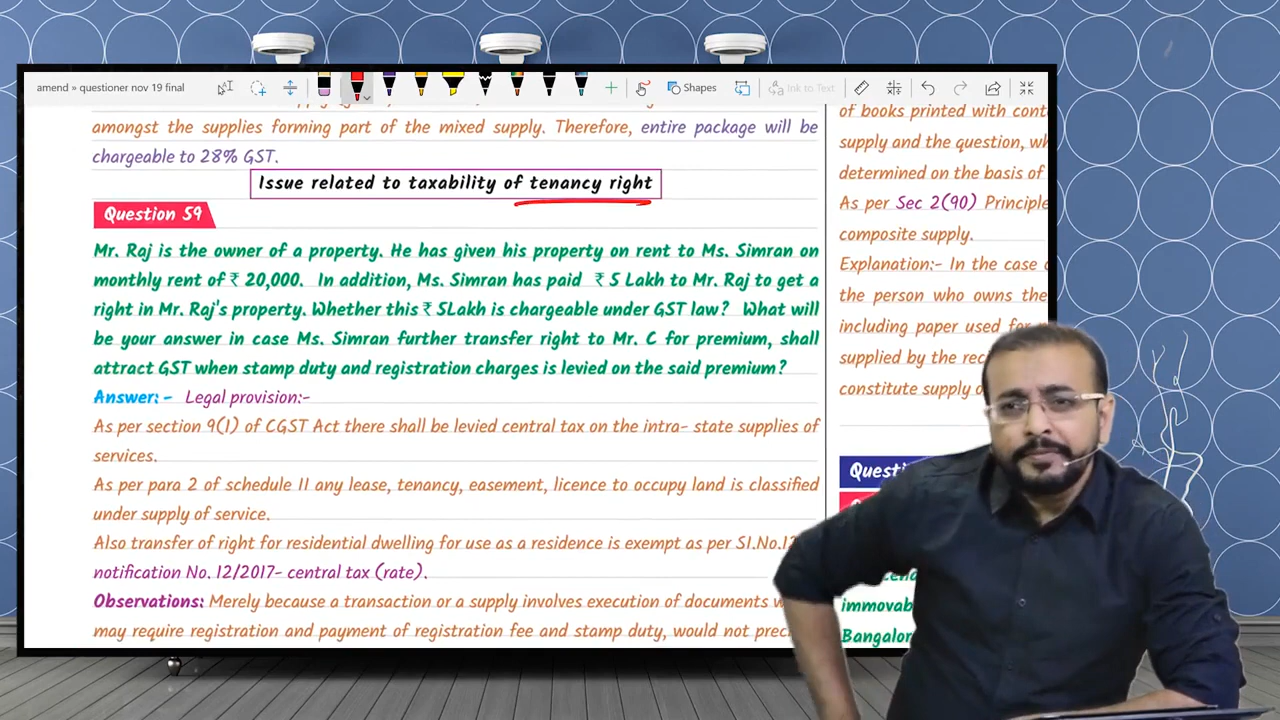 amend » questioner nov 19 final
Shapes
Ink to Text
amongst the supplies forming part of the mixed supply. Therefore, entire package will be
chargeable to 28% GST.
Issue related to taxability of tenancy right
Question 59
Mr. Raj is the owner of a property. He has given his property on rent to Ms. Simran on
monthly rent of ₹ 20,000. In addition, Ms. Simran has paid ₹ 5 Lakh to Mr. Raj to get a
right in Mr. Raj's property. Whether this ₹ 5Lakh is chargeable under GST law? What will
be your answer in case Ms. Simran further transfer right to Mr. C for premium, shall
attract GST when stamp duty and registration charges is levied on the said premium?
Answer: - Legal provision:-
As per section 9(1) of CGST Act there shall be levied central tax on the intra- state supplies of
services.
As per para 2 of schedule II any lease, tenancy, easement, licence to occupy land is classified
under supply of service.
Also transfer of right for residential dwelling for use as a residence is exempt as per Sl.No.12
notification No. 12/2017- central tax (rate).
Observations: Merely because a transaction or a supply involves execution of documents
may require registration and payment of registration fee and stamp duty, would not
of books printed with
supply and the question,
determined on the basis of
As per Sec 2(90) Principle
composite supply.
Explanation:- In the case
the person who owns the
including paper used for
supplied by the
constitute supply
immovab
Bangalor